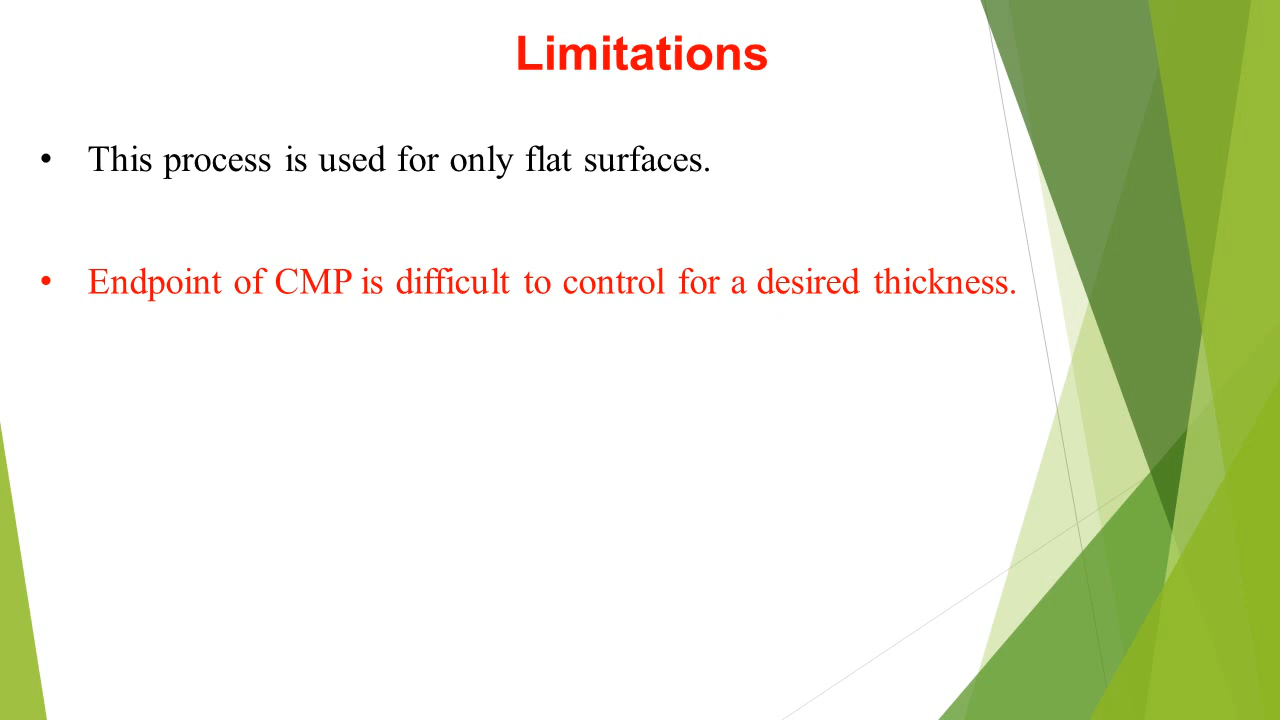 Limitations
• This process is used for only flat surfaces.
• Endpoint of CMP is difficult to control for a desired thickness.